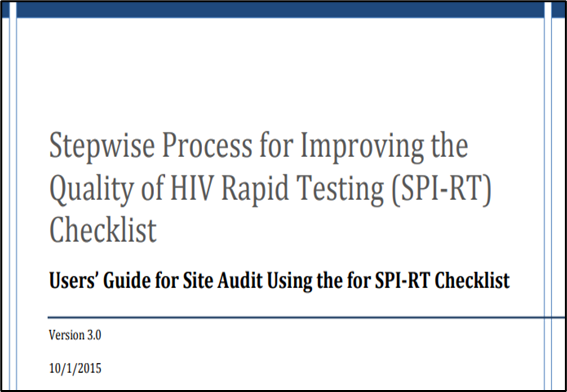 Stepwise Process for Improving the
Quality of HIV Rapid Testing (SPI-RT)
Checklist
Users’ Guide for Site Audit Using the for SPI-RT Checklist
Version 3.0
10/1/2015